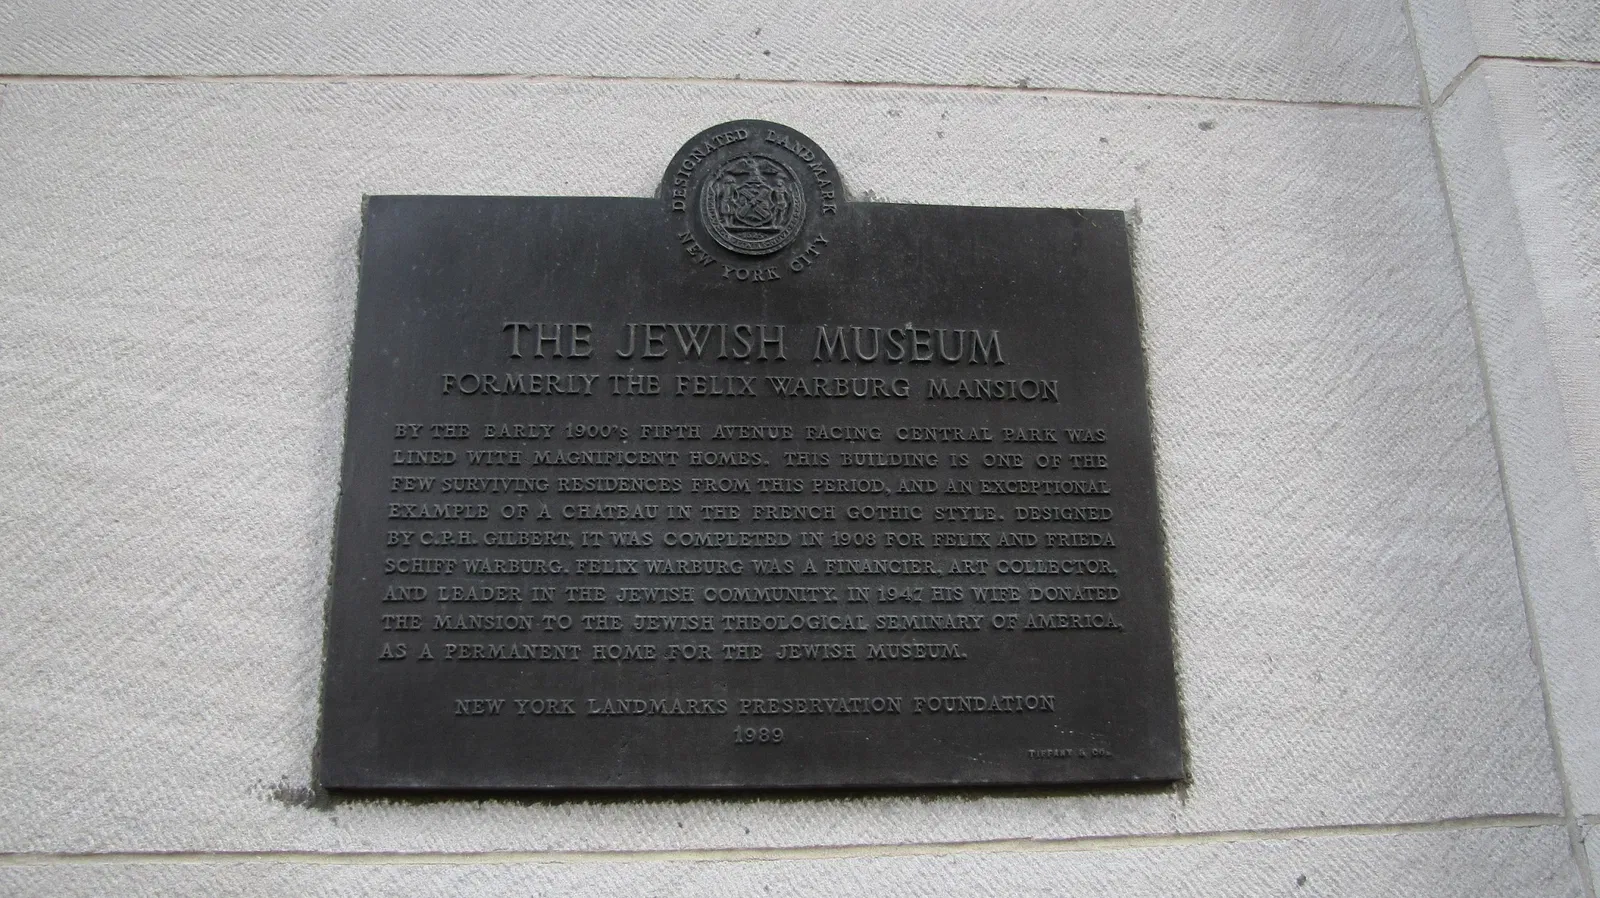 DESIGNATED LANDMARK
NEW YORK CITY
THE JEWISH MUSEUM
FORMERLY THE FELIX WARBURG MANSION
BY THE EARLY 1900's FIFTH AVENUE FACING CENTRAL PARK WAS
LINED WITH MAGNIFICENT HOMES. THIS BUILDING IS ONE OF THE
FEW SURVIVING RESIDENCES FROM THIS PERIOD, AND AN EXCEPTIONAL
EXAMPLE OF A CHATEAU IN THE FRENCH GOTHIC STYLE. DESIGNED
BY C.P.H. GILBERT, IT WAS COMPLETED IN 1908 FOR FELIX AND FRIEDA
SCHIFF WARBURG. FELIX WARBURG WAS A FINANCIER, ART COLLECTOR,
AND LEADER IN THE JEWISH COMMUNITY. IN 1947 HIS WIFE DONATED
THE MANSION TO THE JEWISH THEOLOGICAL SEMINARY OF AMERICA,
AS A PERMANENT HOME FOR THE JEWISH MUSEUM.
NEW YORK LANDMARKS PRESERVATION FOUNDATION
1989
TIFFANY & CO.